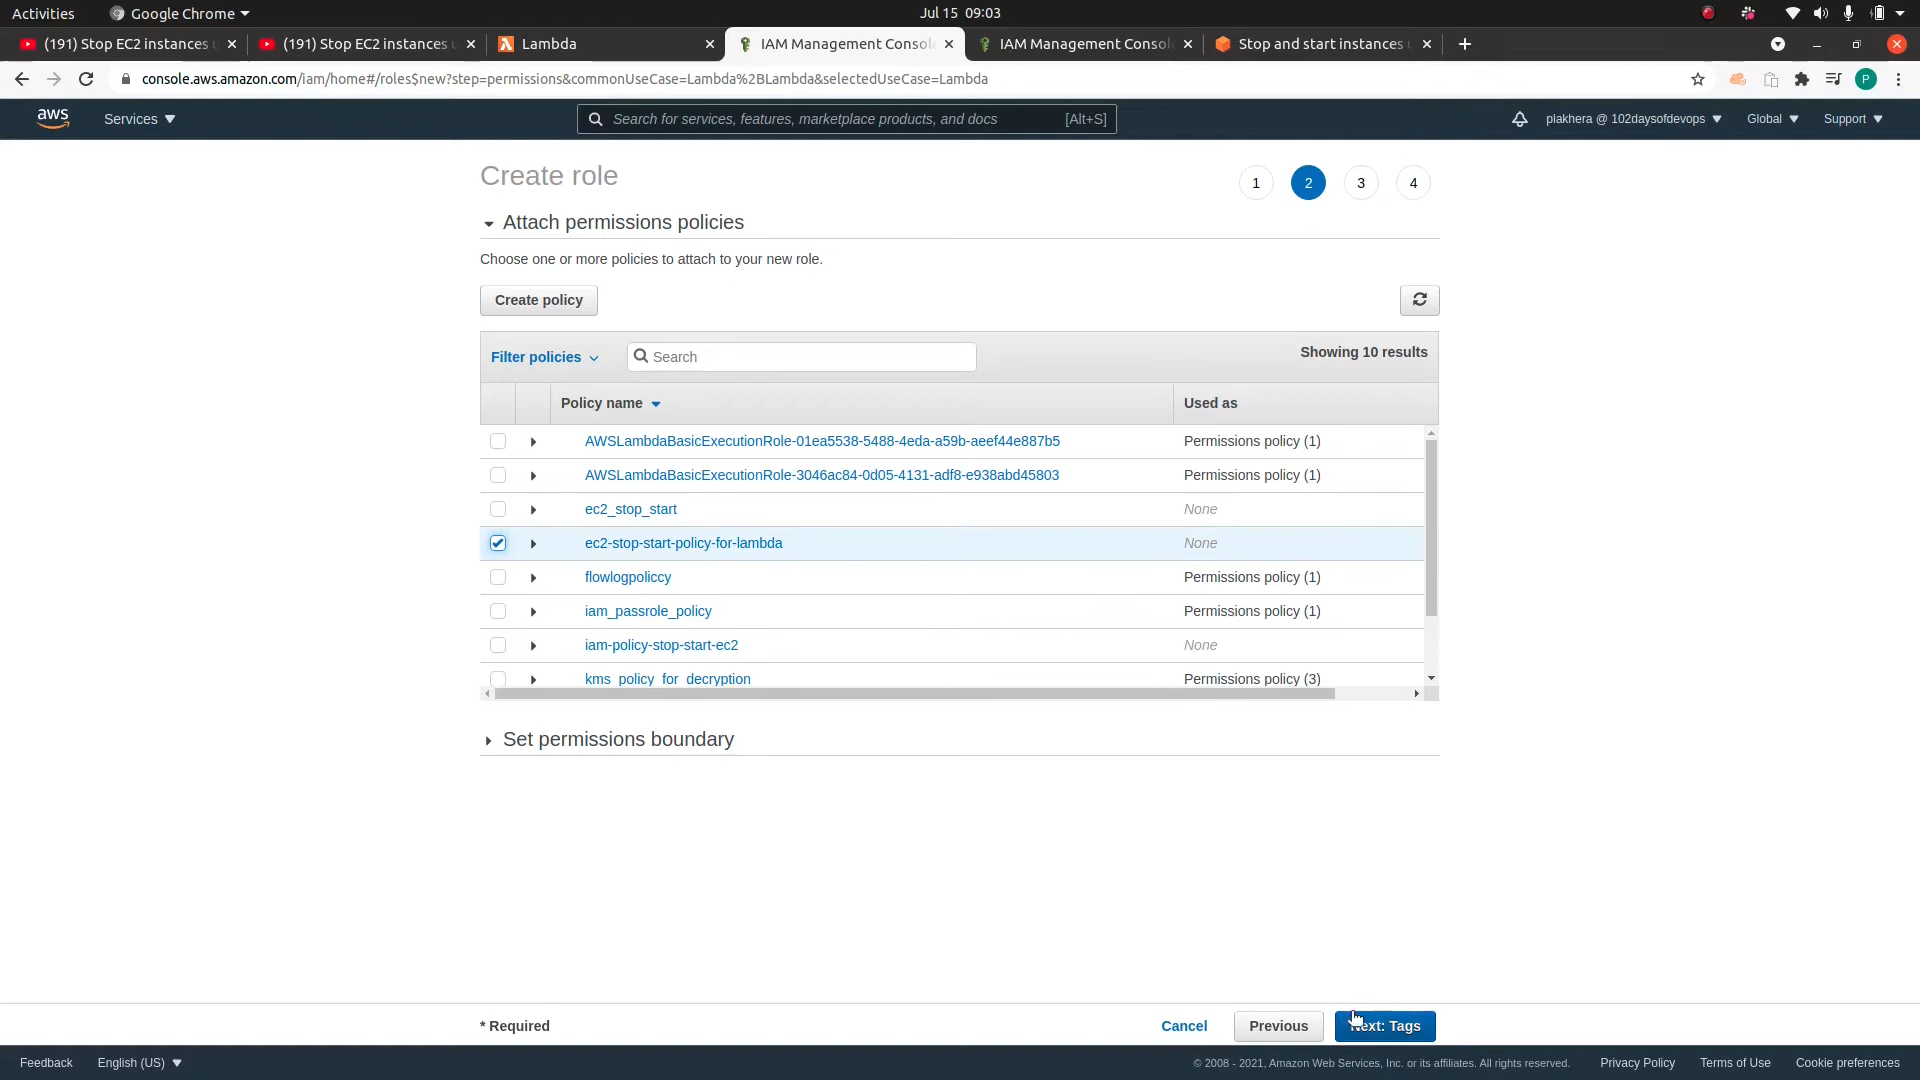 Activities
Google Chrome
Jul 15 09:03
(191) Stop EC2 instances u
(191) Stop EC2 instances u
Lambda
IAM Management Consol
IAM Management Consol
Stop and start instances u
console.aws.amazon.com/iam/home#/roles$new?step=permissions&commonUseCase=Lambda%2BLambda&selectedUseCase=Lambda
P
aws
Services
Search for services, features, marketplace products, and docs
[Alt+S]
plakhera @ 102daysofdevops
Global
Support
Create role
1
2
3
4
Attach permissions policies
Choose one or more policies to attach to your new role.
Create policy
Filter policies
Search
Showing 10 results
Policy name
Used as
AWSLambdaBasicExecutionRole-01ea5538-5488-4eda-a59b-aeef44e887b5
Permissions policy (1)
AWSLambdaBasicExecutionRole-3046ac84-0d05-4131-adf8-e938abd45803
Permissions policy (1)
ec2_stop_start
None
ec2-stop-start-policy-for-lambda
None
flowlogpoliccy
Permissions policy (1)
iam_passrole_policy
Permissions policy (1)
iam-policy-stop-start-ec2
None
kms_policy_for_decryption
Permissions policy (3)
Set permissions boundary
* Required
Cancel
Previous
Next: Tags
Feedback
English (US)
© 2008 - 2021, Amazon Web Services, Inc. or its affiliates. All rights reserved.
Privacy Policy
Terms of Use
Cookie preferences